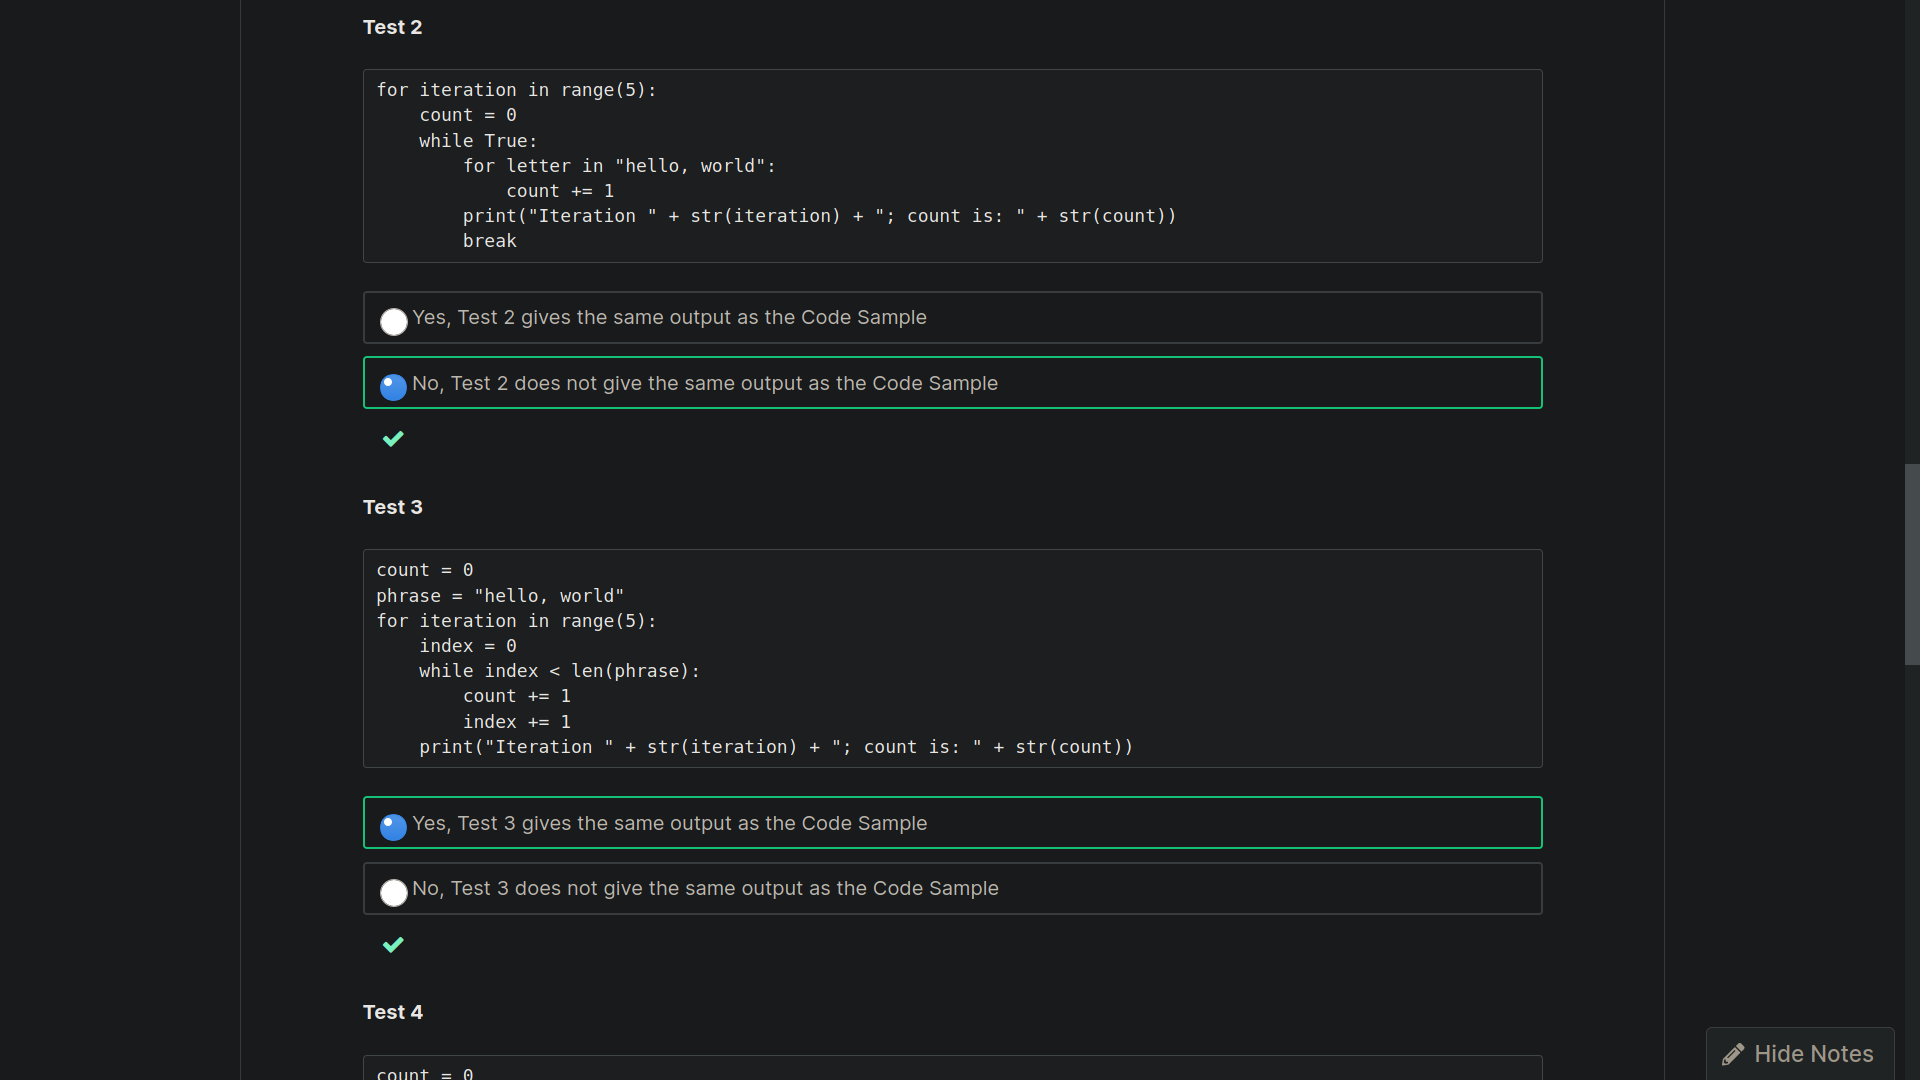 Test 2
for iteration in range(5):
    count = 0
    while True:
        for letter in "hello, world":
            count += 1
        print("Iteration " + str(iteration) + "; count is: " + str(count))
        break
Yes, Test 2 gives the same output as the Code Sample
No, Test 2 does not give the same output as the Code Sample
Test 3
count = 0
phrase = "hello, world"
for iteration in range(5):
    index = 0
    while index < len(phrase):
        count += 1
        index += 1
    print("Iteration " + str(iteration) + "; count is: " + str(count))
Yes, Test 3 gives the same output as the Code Sample
No, Test 3 does not give the same output as the Code Sample
Test 4
count = 0
Hide Notes